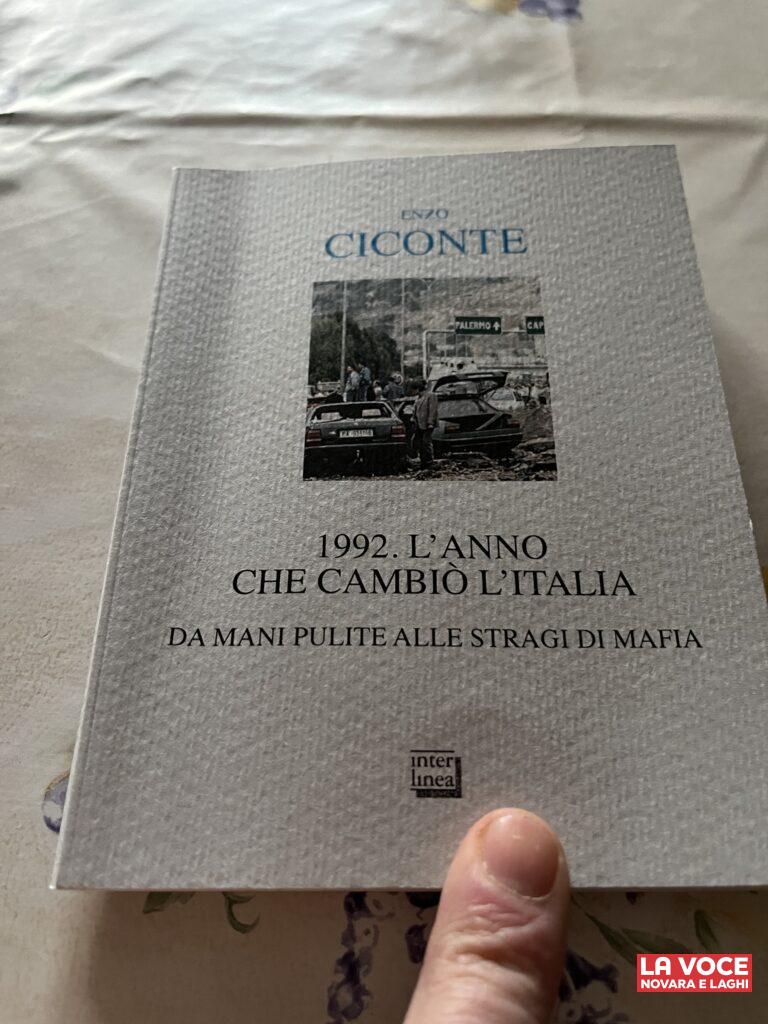 ENZO
CICONTE
PALERMO
CAP
1992. L'ANNO
CHE CAMBIÒ L'ITALIA
DA MANI PULITE ALLE STRAGI DI MAFIA
inter
linea
LA VOCE
NOVARA E LAGHI